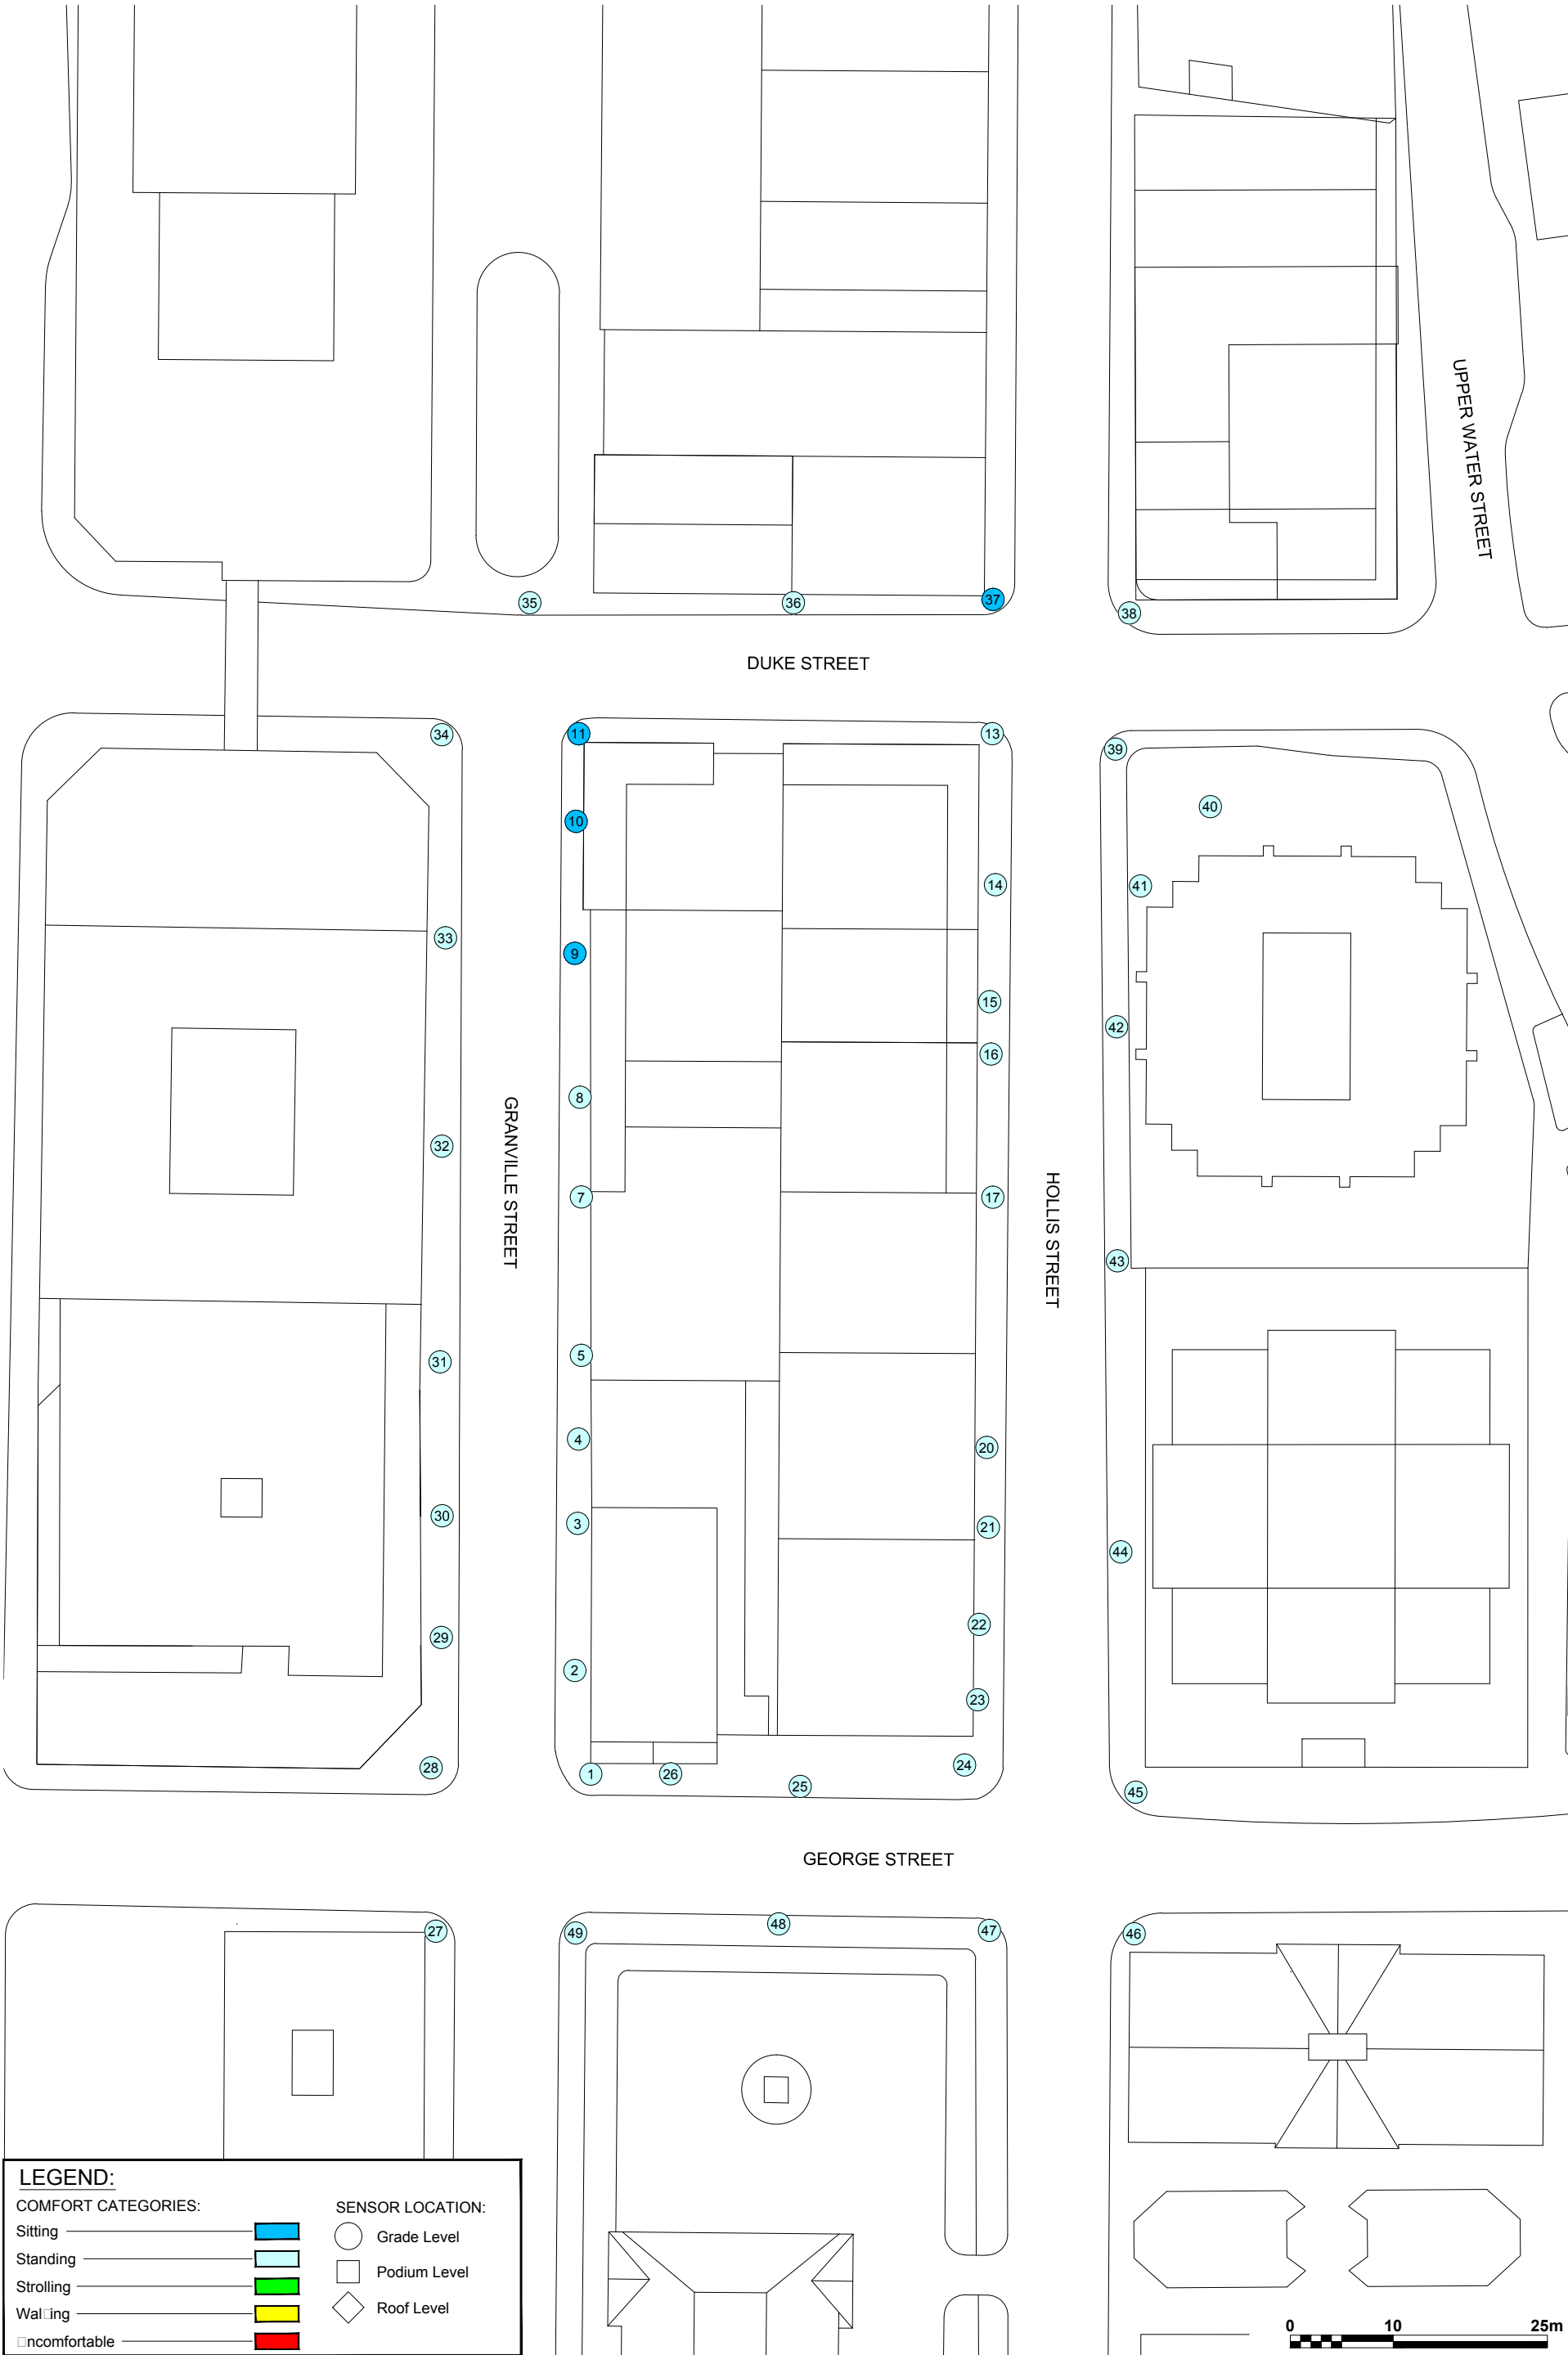 UPPER WATER STREET
35
36
37
38
DUKE STREET
34
11
13
39
10
40
14
41
33
9
15
42
16
8
GRANVILLE STREET
32
7
17
HOLLIS STREET
43
5
31
4
20
30
3
21
44
22
29
2
23
28
1
26
25
24
45
GEORGE STREET
27
49
48
47
46
LEGEND:
COMFORT CATEGORIES:
Sitting
Standing
Strolling
Wal□ing
□ncomfortable
SENSOR LOCATION:
Grade Level
Podium Level
Roof Level
0 10 25m